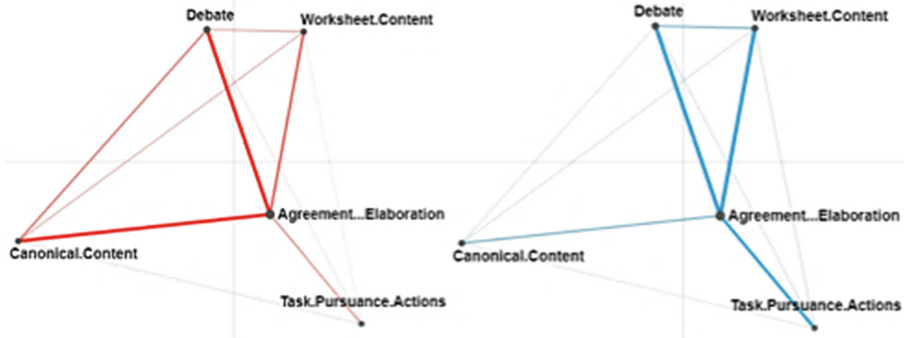 Debate
Worksheet.Content
Agreement...Elaboration
Canonical.Content
Task.Pursuance.Actions
Debate
Worksheet.Content
Agreement...Elaboration
Canonical.Content
Task.Pursuance.Actions